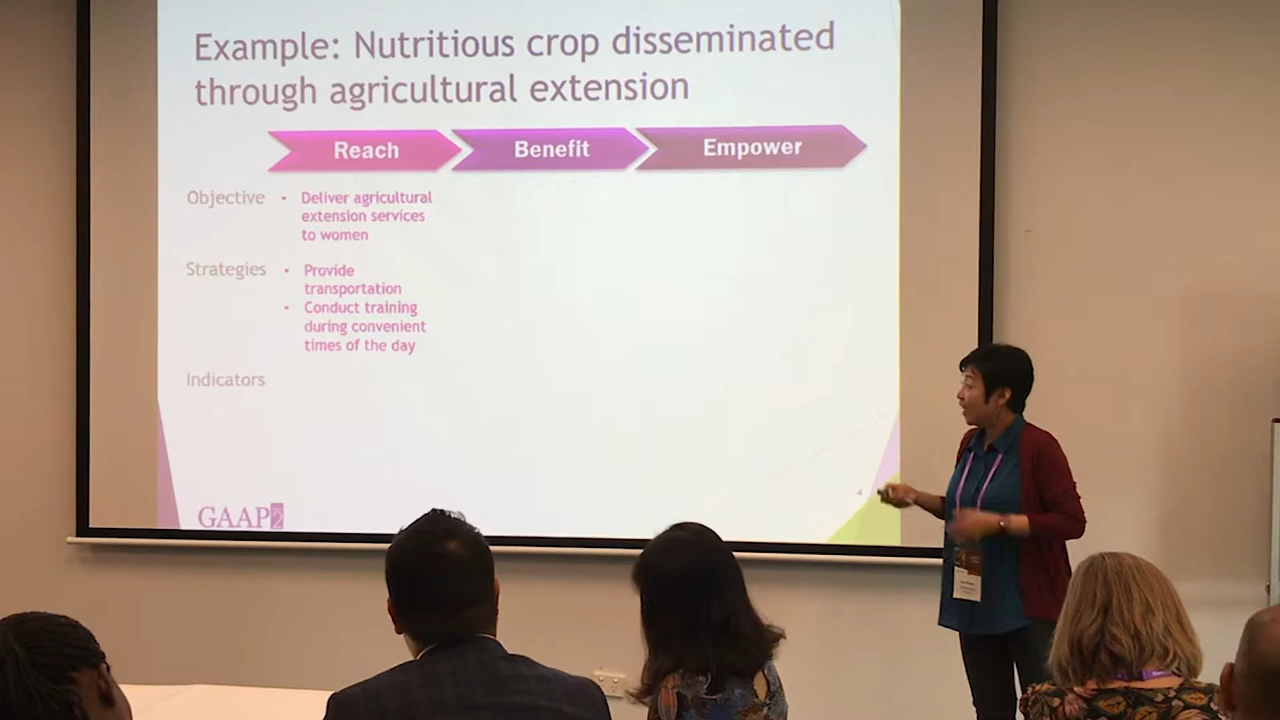 Example: Nutritious crop disseminated
through agricultural extension
Reach
Benefit
Empower
Objective
• Deliver agricultural
extension services
to women
Strategies
• Provide
transportation
• Conduct training
during convenient
times of the day
Indicators
GAAP2
4